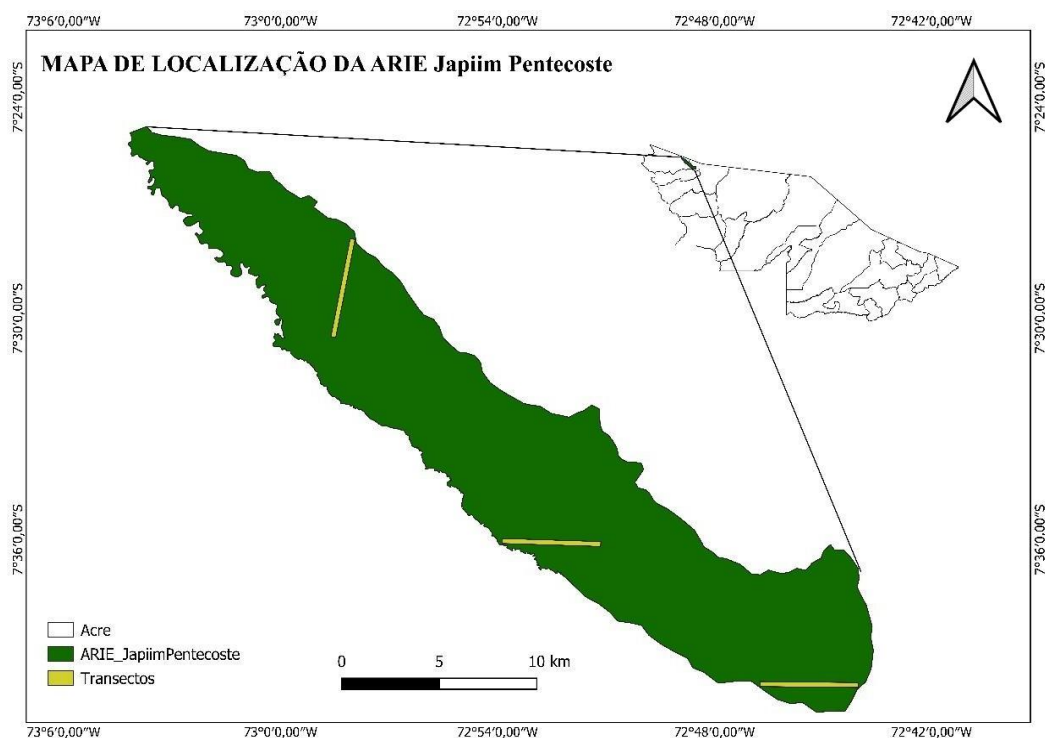 73°6'0,00"W 73°0'0,00"W 72°54'0,00"W 72°48'0,00"W 72°42'0,00"W
MAPA DE LOCALIZAÇÃO DA ARIE Japiim Pentecoste
7°24'0,00"S 7°24'0,00"S
7°30'0,00"S 7°30'0,00"S
7°36'0,00"S 7°36'0,00"S
Acre
ARIE_JapiimPentecoste
Transectos
0 5 10 km
73°6'0,00"W 73°0'0,00"W 72°54'0,00"W 72°48'0,00"W 72°42'0,00"W